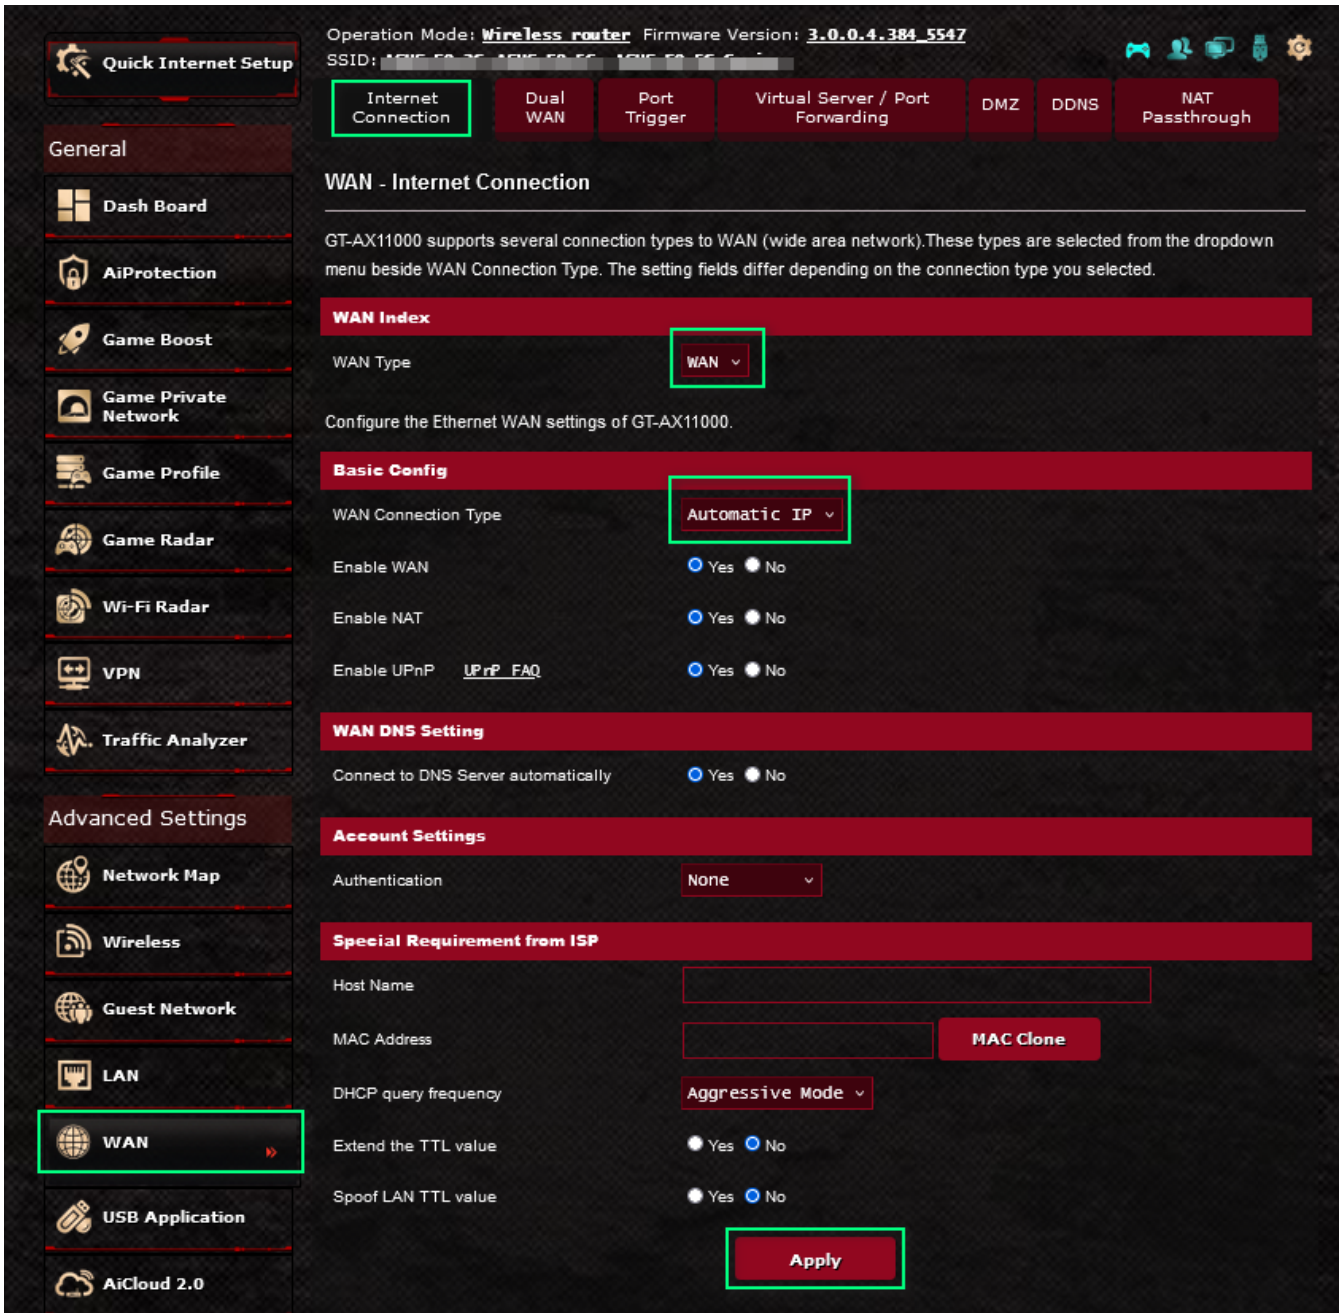 Quick Internet Setup
Operation Mode: Wireless router Firmware Version: 3.0.0.4.384_5547
SSID:
Internet Connection
Dual WAN
Port Trigger
Virtual Server / Port Forwarding
DMZ
DDNS
NAT Passthrough
General
Dash Board
AiProtection
Game Boost
Game Private Network
Game Profile
Game Radar
Wi-Fi Radar
VPN
Traffic Analyzer
Advanced Settings
Network Map
Wireless
Guest Network
LAN
WAN
USB Application
AiCloud 2.0
WAN - Internet Connection
GT-AX11000 supports several connection types to WAN (wide area network).These types are selected from the dropdown
menu beside WAN Connection Type. The setting fields differ depending on the connection type you selected.
WAN Index
WAN Type WAN
Configure the Ethernet WAN settings of GT-AX11000.
Basic Config
WAN Connection Type Automatic IP
Enable WAN Yes No
Enable NAT Yes No
Enable UPnP UPnP FAQ Yes No
WAN DNS Setting
Connect to DNS Server automatically Yes No
Account Settings
Authentication None
Special Requirement from ISP
Host Name
MAC Address MAC Clone
DHCP query frequency Aggressive Mode
Extend the TTL value Yes No
Spoof LAN TTL value Yes No
Apply